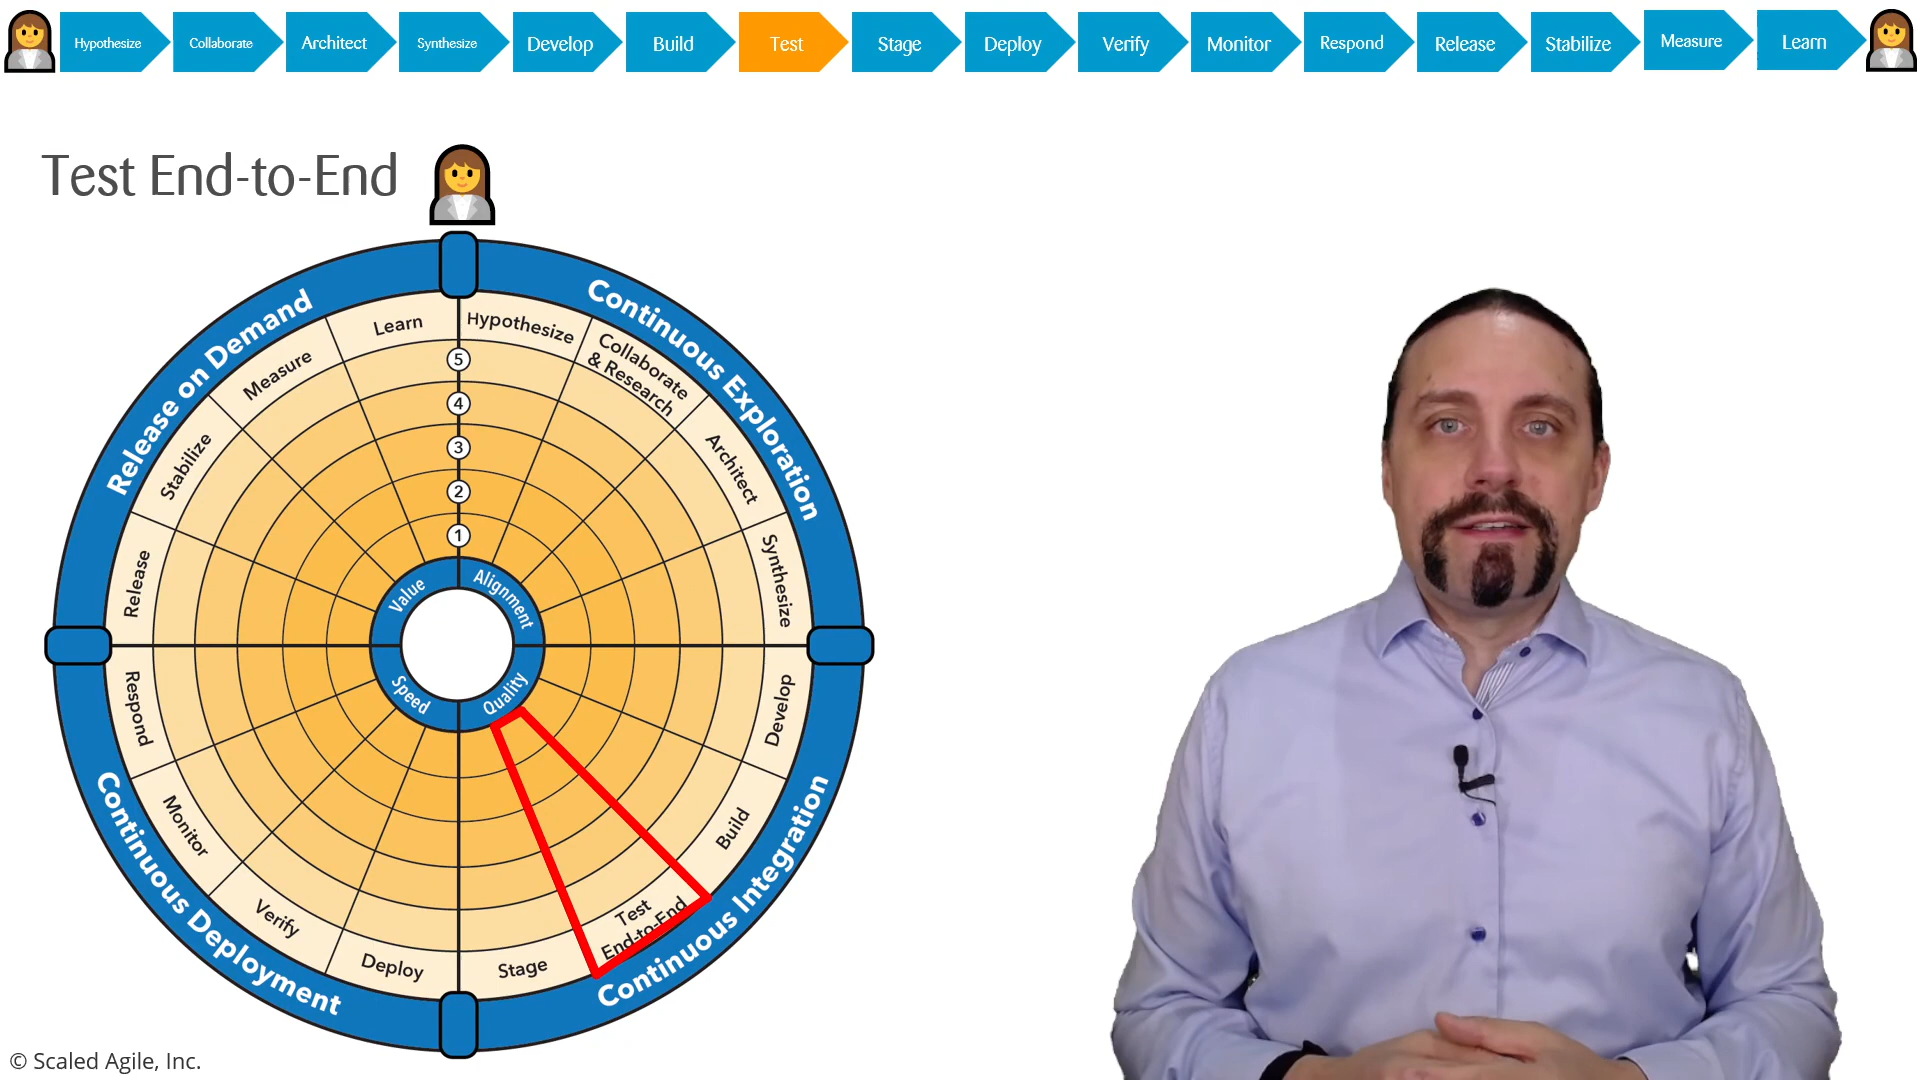 Hypothesize
Collaborate
Architect
Synthesize
Develop
Build
Test
Stage
Deploy
Verify
Monitor
Respond
Release
Stabilize
Measure
Learn
Test End-to-End
Continuous Exploration
Hypothesize
Collaborate
& Research
Architect
Synthesize
Continuous Integration
Develop
Build
Test
End-to-End
Stage
Continuous Deployment
Deploy
Verify
Monitor
Respond
Release on Demand
Release
Stabilize
Measure
Learn
5
4
3
2
1
Value
Alignment
Quality
Speed
© Scaled Agile, Inc.